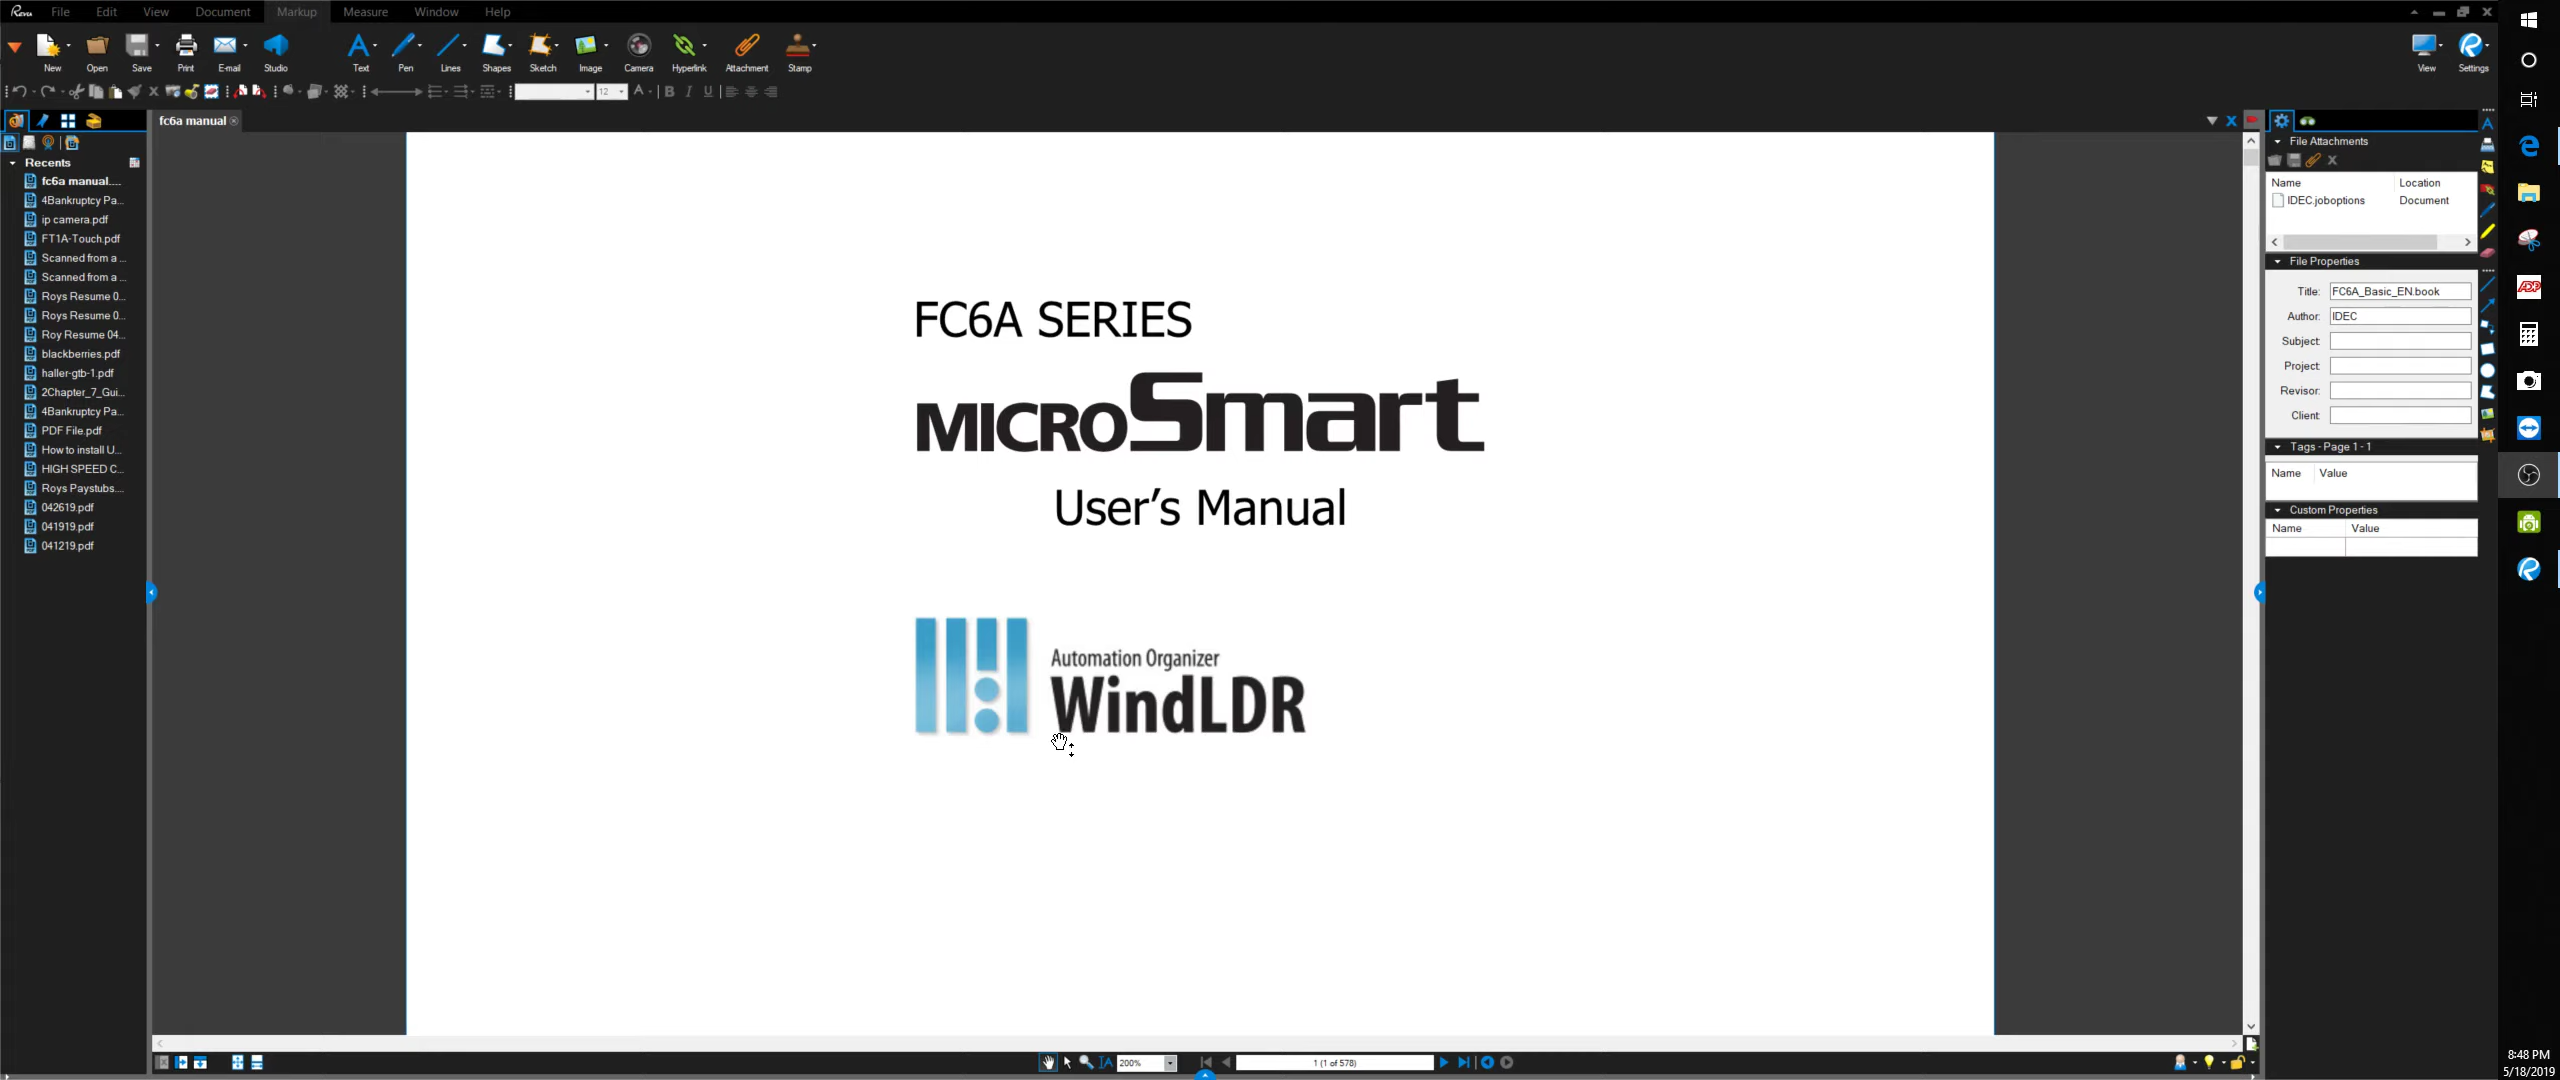 Revu File Edit View Document Markup Measure Window Help
New Open Save Print E-mail Studio Text Pen Lines Shapes Sketch Image Camera Hyperlink Attachment Stamp View Settings
12 A B I U
fc6a manual
Recents
fc6a manual....
4Bankruptcy Pa...
ip camera.pdf
FT1A-Touch.pdf
Scanned from a ...
Scanned from a ...
Roys Resume 0...
Roys Resume 0...
Roy Resume 04...
blackberries.pdf
haller-gtb-1.pdf
2Chapter_7_Gui...
4Bankruptcy Pa...
PDF File.pdf
How to install U...
HIGH SPEED C...
Roys Paystubs....
042619.pdf
041919.pdf
041219.pdf
FC6A SERIES
MICROSmart
User's Manual
Automation Organizer
WindLDR
File Attachments
Name Location
IDEC.joboptions Document
File Properties
Title: FC6A_Basic_EN.book
Author: IDEC
Subject:
Project:
Revisor:
Client:
Tags - Page 1 - 1
Name Value
Custom Properties
Name Value
ADP
200%
1 (1 of 578)
8:48 PM
5/18/2019